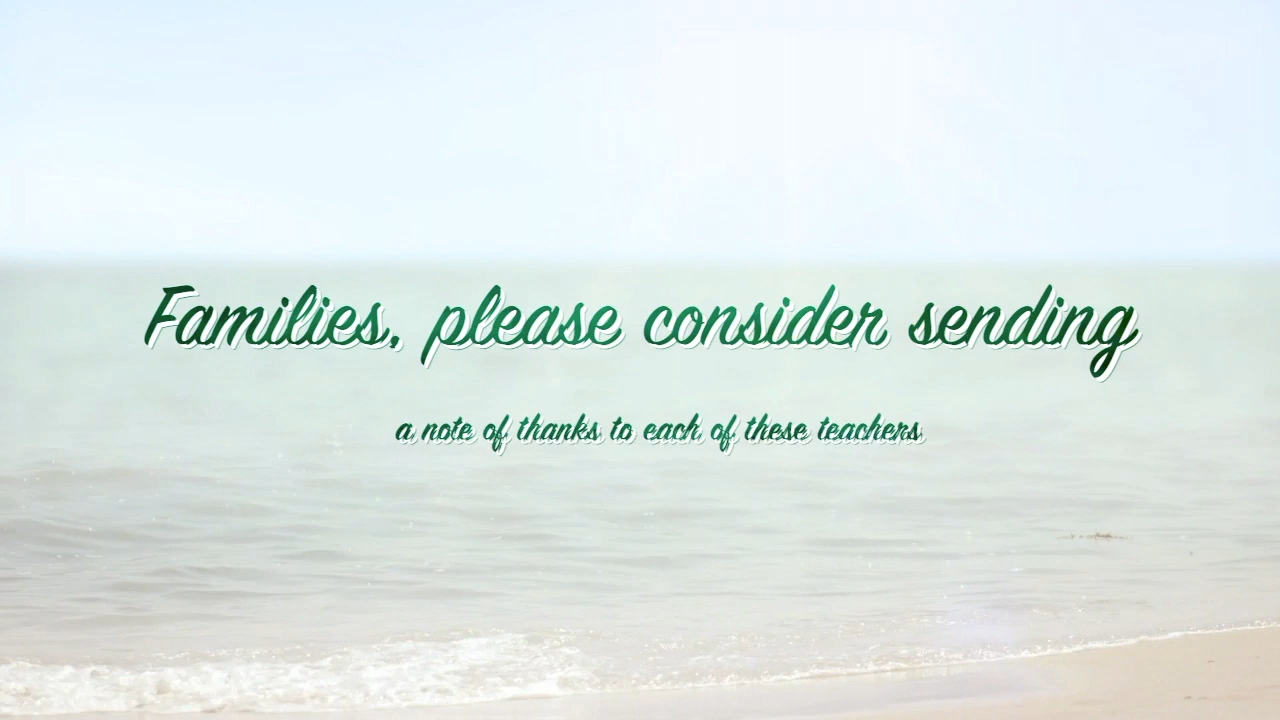 Families, please consider sending
a note of thanks to each of these teachers